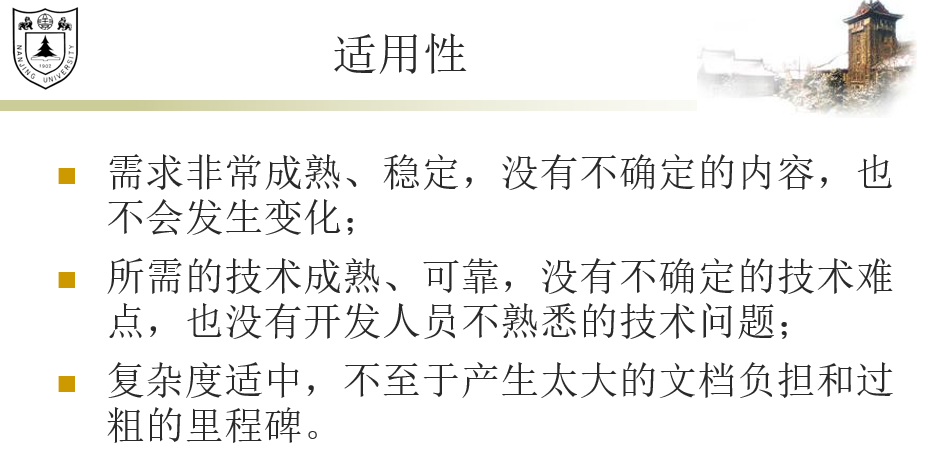 NANJING UNIVERSITY
1902
适用性
需求非常成熟、稳定，没有不确定的内容，也
不会发生变化；
所需的技术成熟、可靠，没有不确定的技术难
点，也没有开发人员不熟悉的技术问题；
复杂度适中，不至于产生太大的文档负担和过
粗的里程碑。